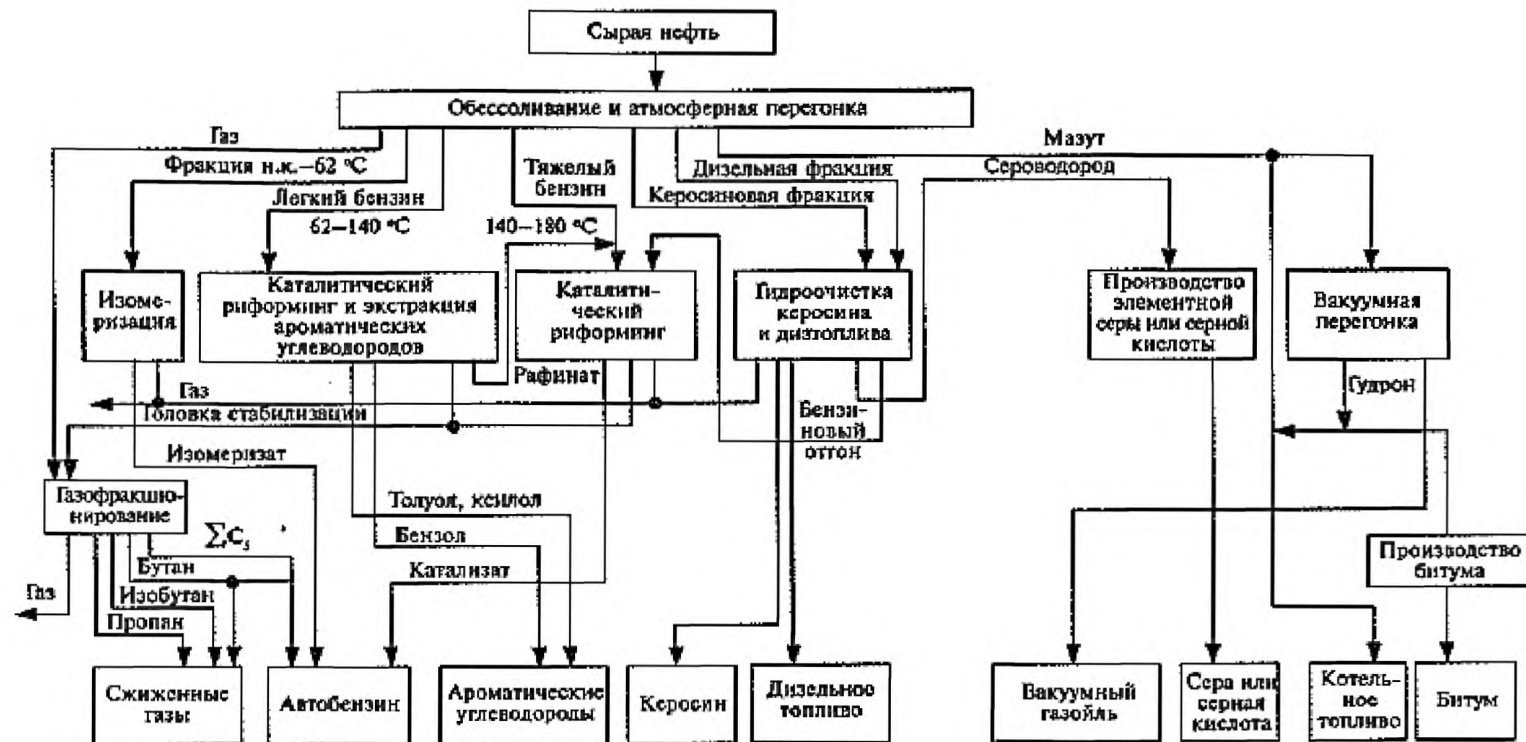 Сырая нефть
Обессоливание и атмосферная перегонка
Газ
Мазут
Фракция н.к.–62 °С
Тяжелый
бензин
Дизельная фракция
Сероводород
Легкий бензин
Керосиновая фракция
62–140 °С
140–180 °С
Изоме-
ризация
Каталитический
риформинг и экстракция
ароматических
углеводородов
Каталити-
ческий
риформинг
Гидроочистка
керосина
и дизтоплива
Производство
элементной
серы или серной
кислоты
Вакуумная
перегонка
Рафинат
Гудрон
Газ
Головка стабилизации
Бензи-
новый
отгон
Изомеризат
Газофракцио-
нирование
Толуол, ксилол
∑C₅
Бензол
Производство
битума
Бутан
Катализат
Газ
Изобутан
Пропан
Сжиженные
газы
Автобензин
Ароматические
углеводороды
Керосин
Дизельное
топливо
Вакуумный
газойль
Сера или
серная
кислота
Котель-
ное
топливо
Битум